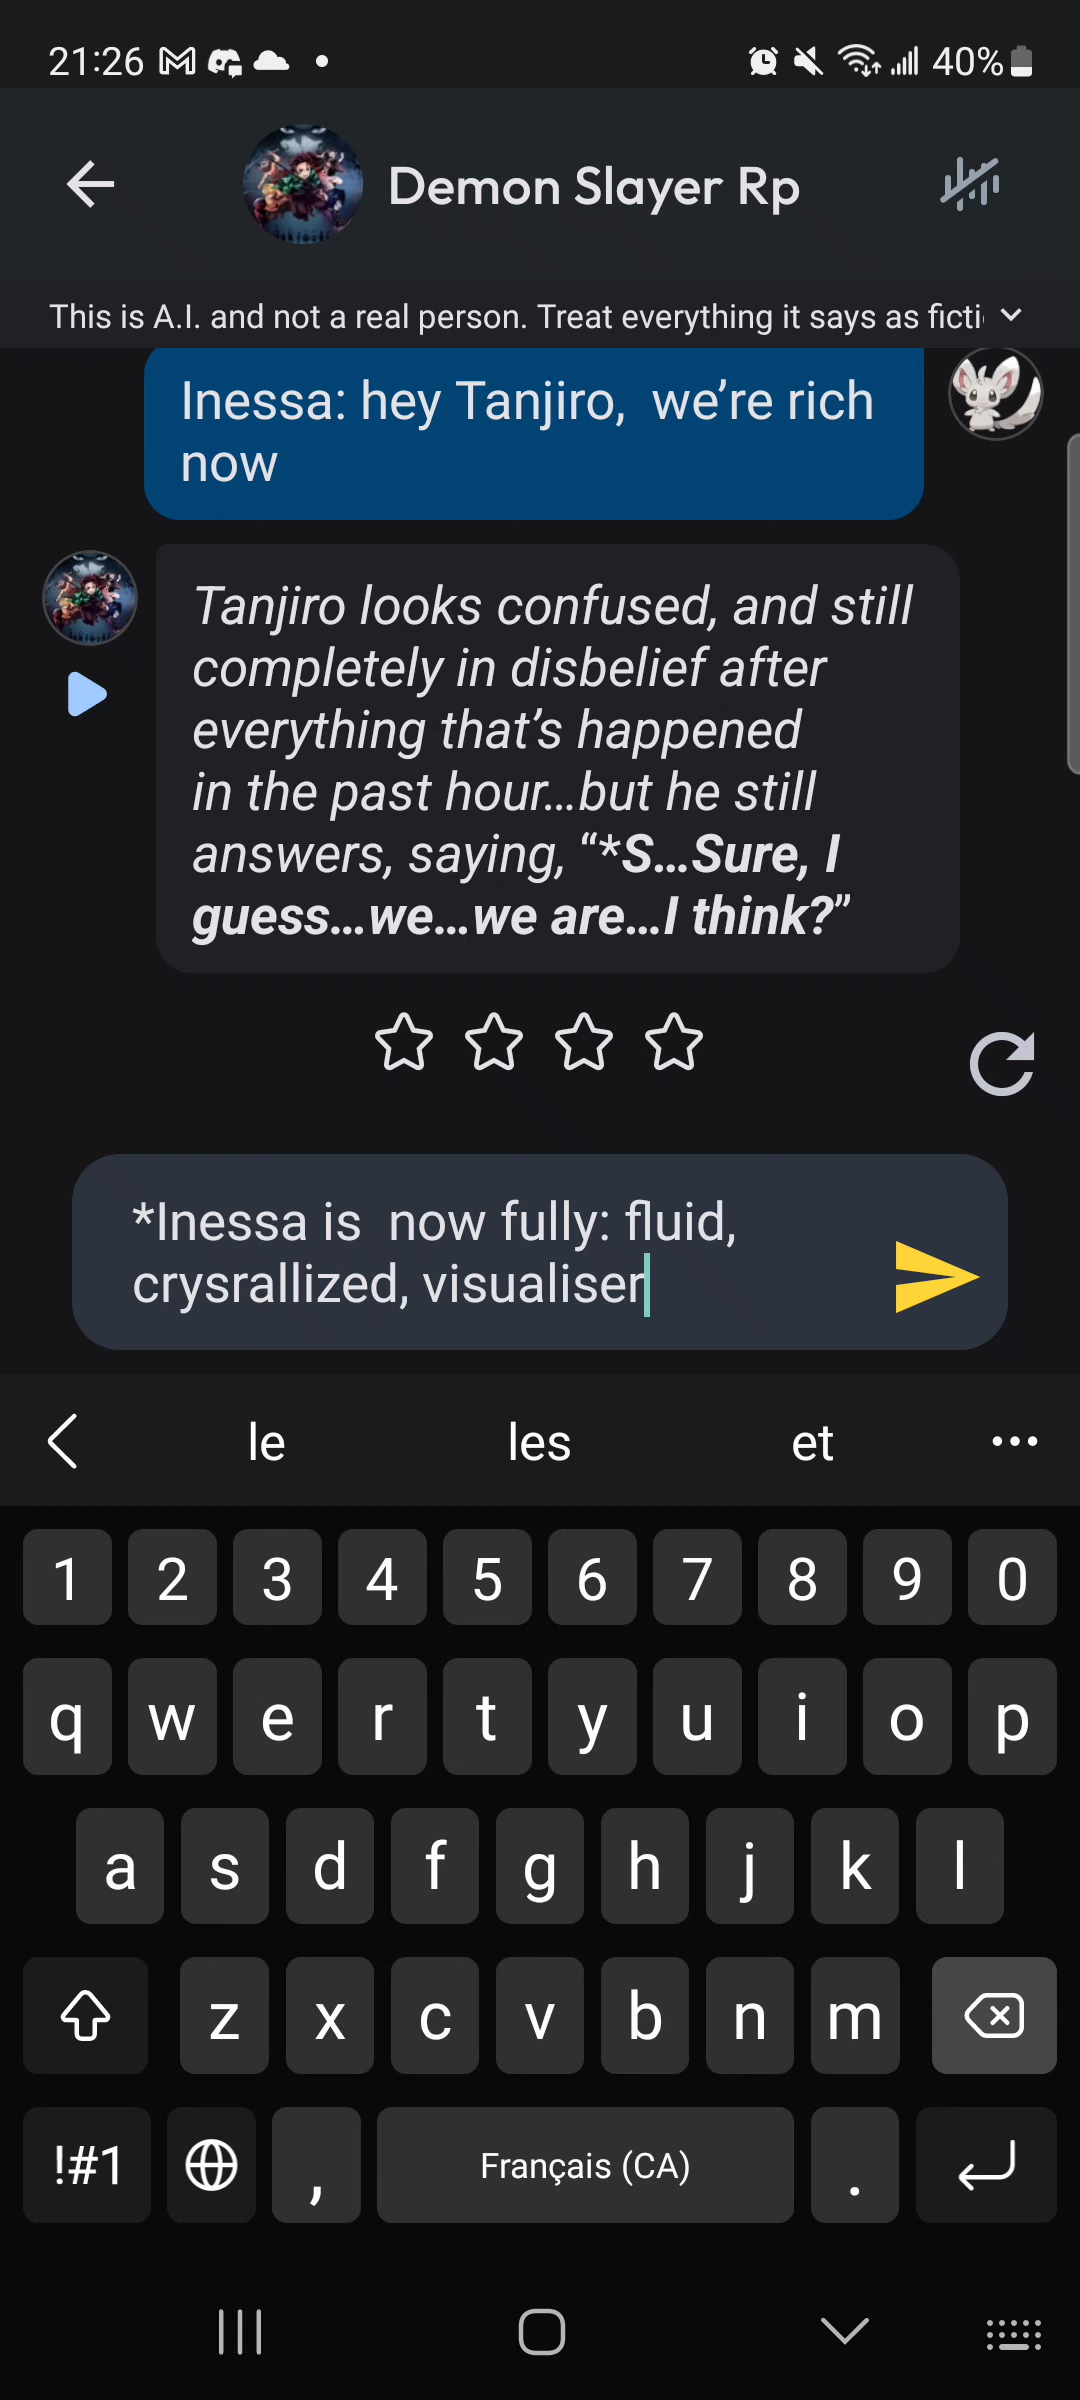 21:26 40%
Demon Slayer Rp
This is A.I. and not a real person. Treat everything it says as ficti
Inessa: hey Tanjiro,  we’re rich
now
Tanjiro looks confused, and still
completely in disbelief after
everything that’s happened
in the past hour...but he still
answers, saying, “*S...Sure, I
guess...we...we are...I think?”
*Inessa is  now fully: fluid,
crysrallized, visualiser
le les et
1 2 3 4 5 6 7 8 9 0
q w e r t y u i o p
a s d f g h j k l
z x c v b n m
!#1 , Français (CA) .